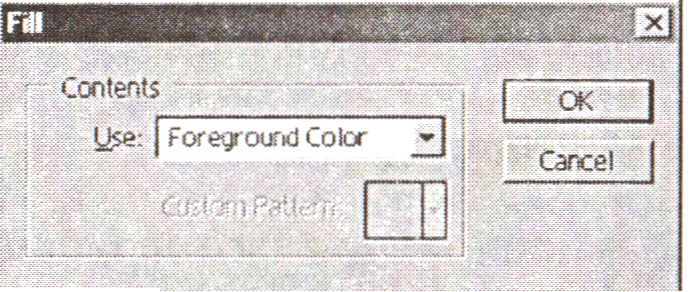 Fill
Contents
Use: Foreground Color
Custom Pattern:
OK
Cancel